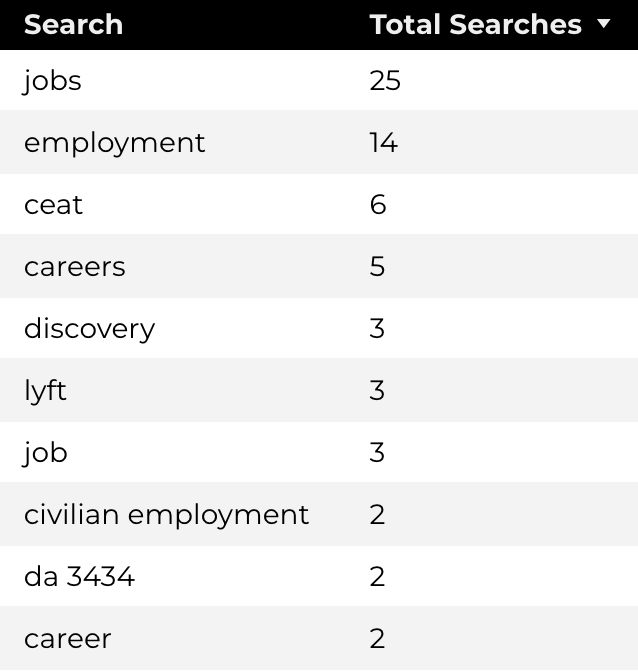 Search Total Searches ▼
jobs 25
employment 14
ceat 6
careers 5
discovery 3
lyft 3
job 3
civilian employment 2
da 3434 2
career 2